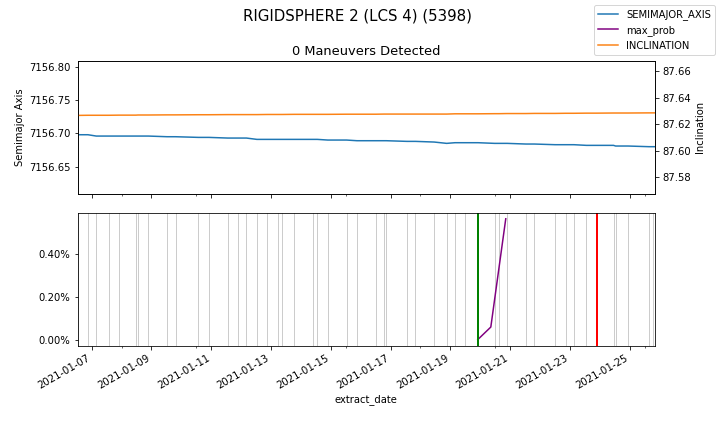 RIGIDSPHERE 2 (LCS 4) (5398)
SEMIMAJOR_AXIS
max_prob
INCLINATION
0 Maneuvers Detected
Semimajor Axis
7156.80
7156.75
7156.70
7156.65
87.66
87.64
87.62
87.60
87.58
Inclination
0.40%
0.20%
0.00%
2021-01-07
2021-01-09
2021-01-11
2021-01-13
2021-01-15
2021-01-17
2021-01-19
2021-01-21
2021-01-23
2021-01-25
extract_date